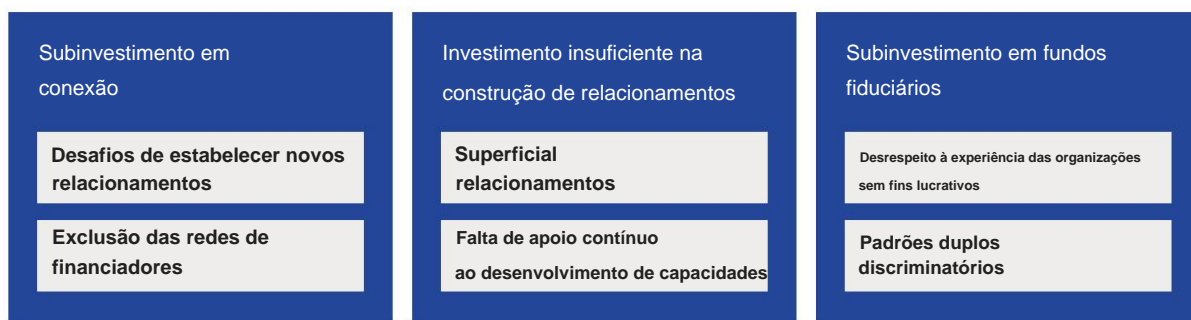 Subinvestimento em
conexão
Desafios de estabelecer novos
relacionamentos
Exclusão das redes de
financiadores
Investimento insuficiente na
construção de relacionamentos
Superficial
relacionamentos
Falta de apoio contínuo
ao desenvolvimento de capacidades
Subinvestimento em fundos
fiduciários
Desrespeito à experiência das organizações
sem fins lucrativos
Padrões duplos
discriminatórios